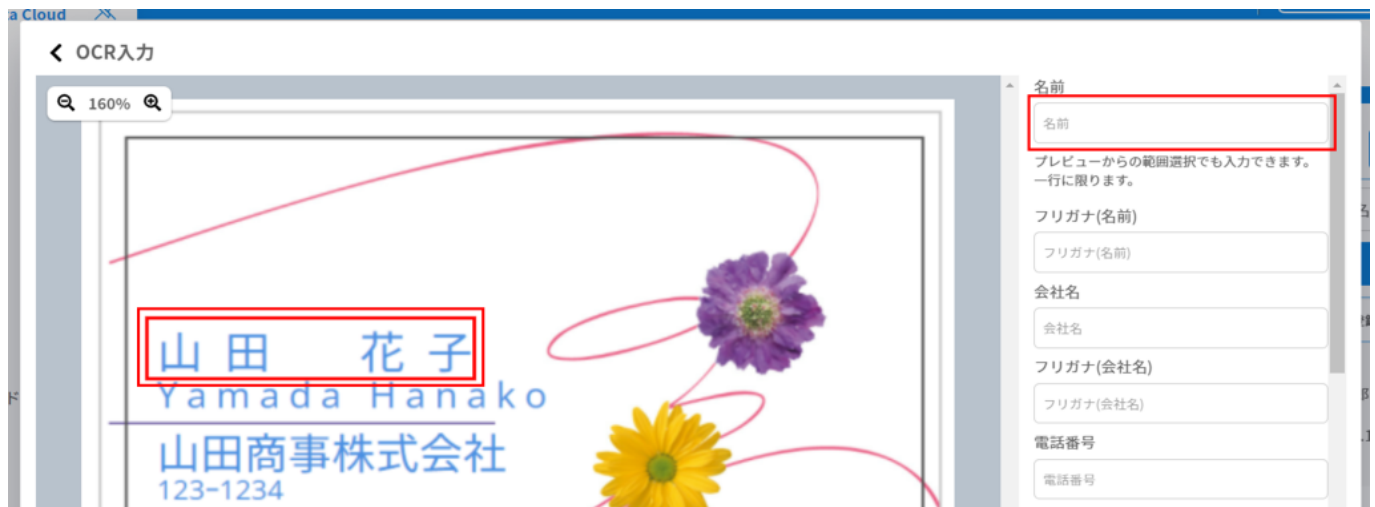 a Cloud
OCR入力
160%
山田 花子
Yamada Hanako
山田商事株式会社
123-1234
名前
名前
プレビューからの範囲選択でも入力できます。
一行に限ります。
フリガナ(名前)
フリガナ(名前)
会社名
会社名
フリガナ(会社名)
フリガナ(会社名)
電話番号
電話番号
ド